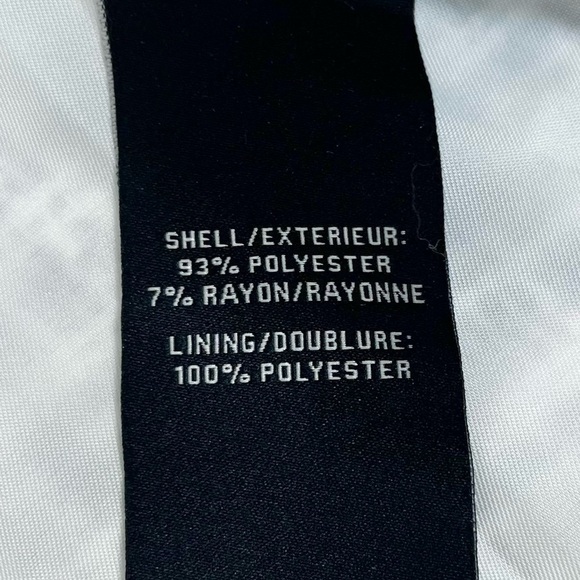 SHELL/EXTERIEUR:
93% POLYESTER
7% RAYON/RAYONNE
LINING/DOUBLURE:
100% POLYESTER